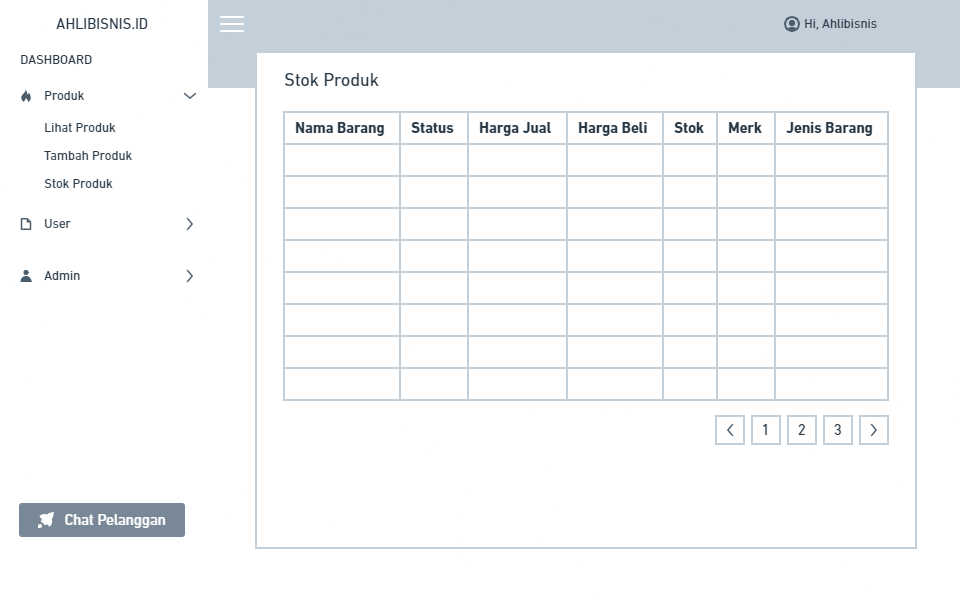 AHLIBISNIS.ID
Hi, Ahlibisnis
DASHBOARD
Produk
Lihat Produk
Tambah Produk
Stok Produk
User
Admin
Chat Pelanggan
Stok Produk
Nama Barang Status Harga Jual Harga Beli Stok Merk Jenis Barang
1 2 3